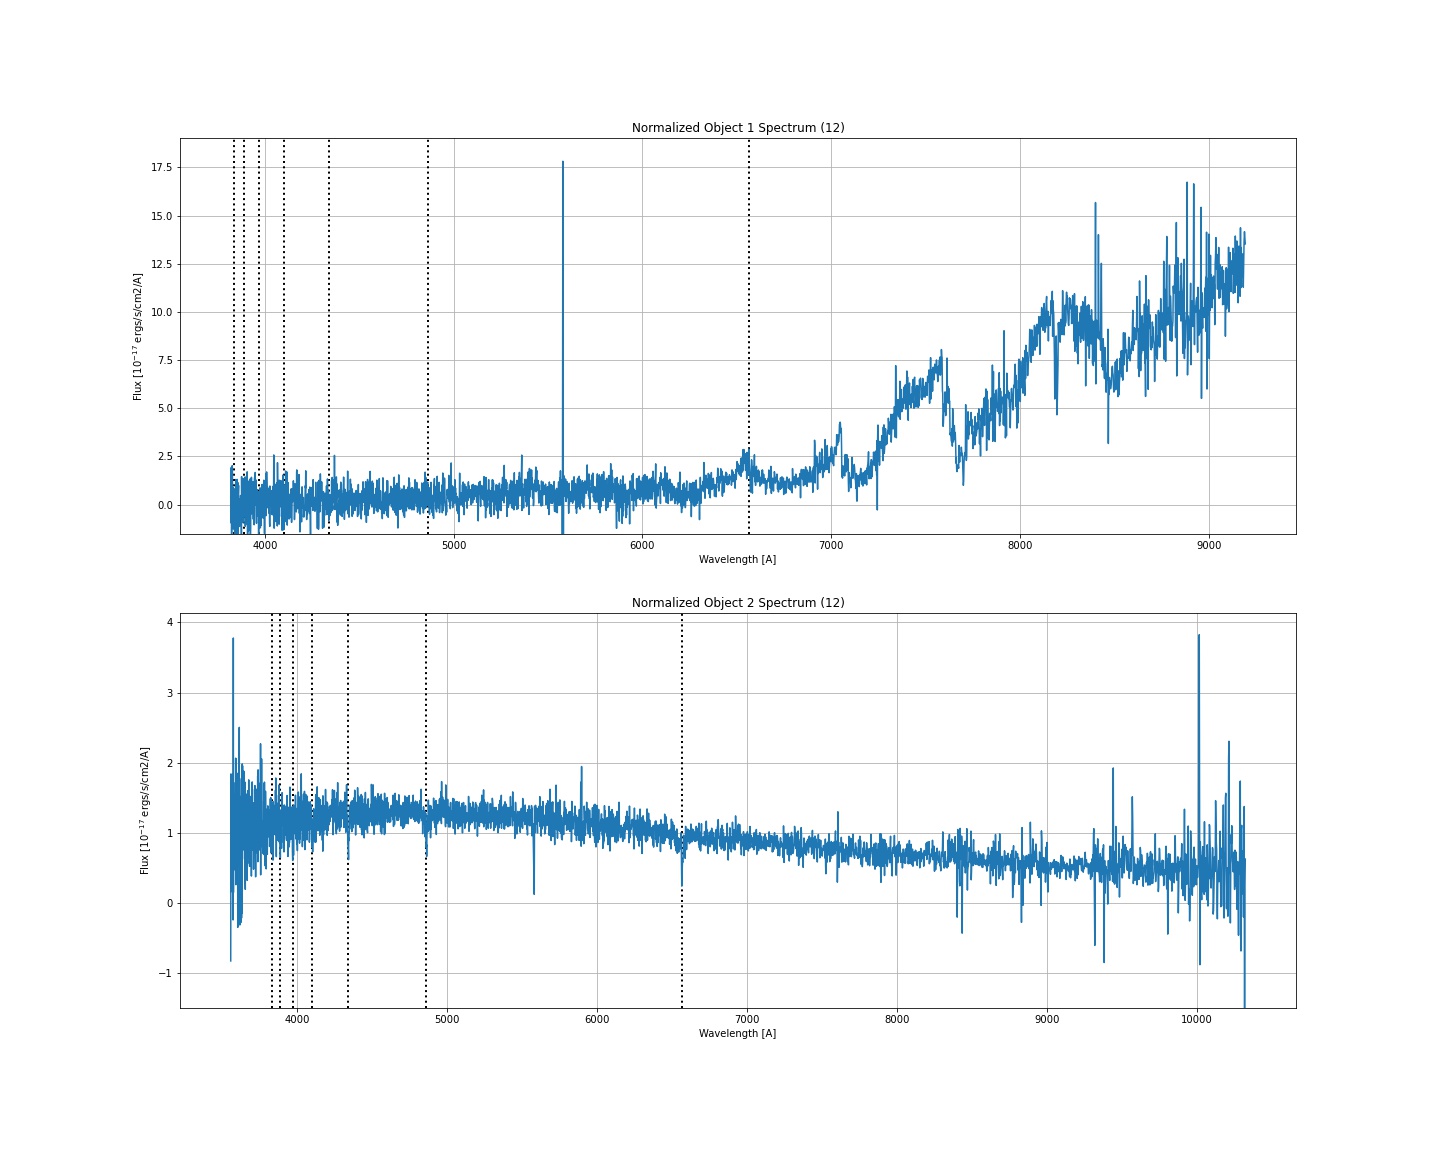 Normalized Object 1 Spectrum (12)
17.5
15.0
12.5
10.0
7.5
5.0
2.5
0.0
Flux [10⁻¹⁷ ergs/s/cm2/A]
4000 5000 6000 7000 8000 9000
Wavelength [A]
Normalized Object 2 Spectrum (12)
4
3
2
1
0
−1
Flux [10⁻¹⁷ ergs/s/cm2/A]
4000 5000 6000 7000 8000 9000 10000
Wavelength [A]